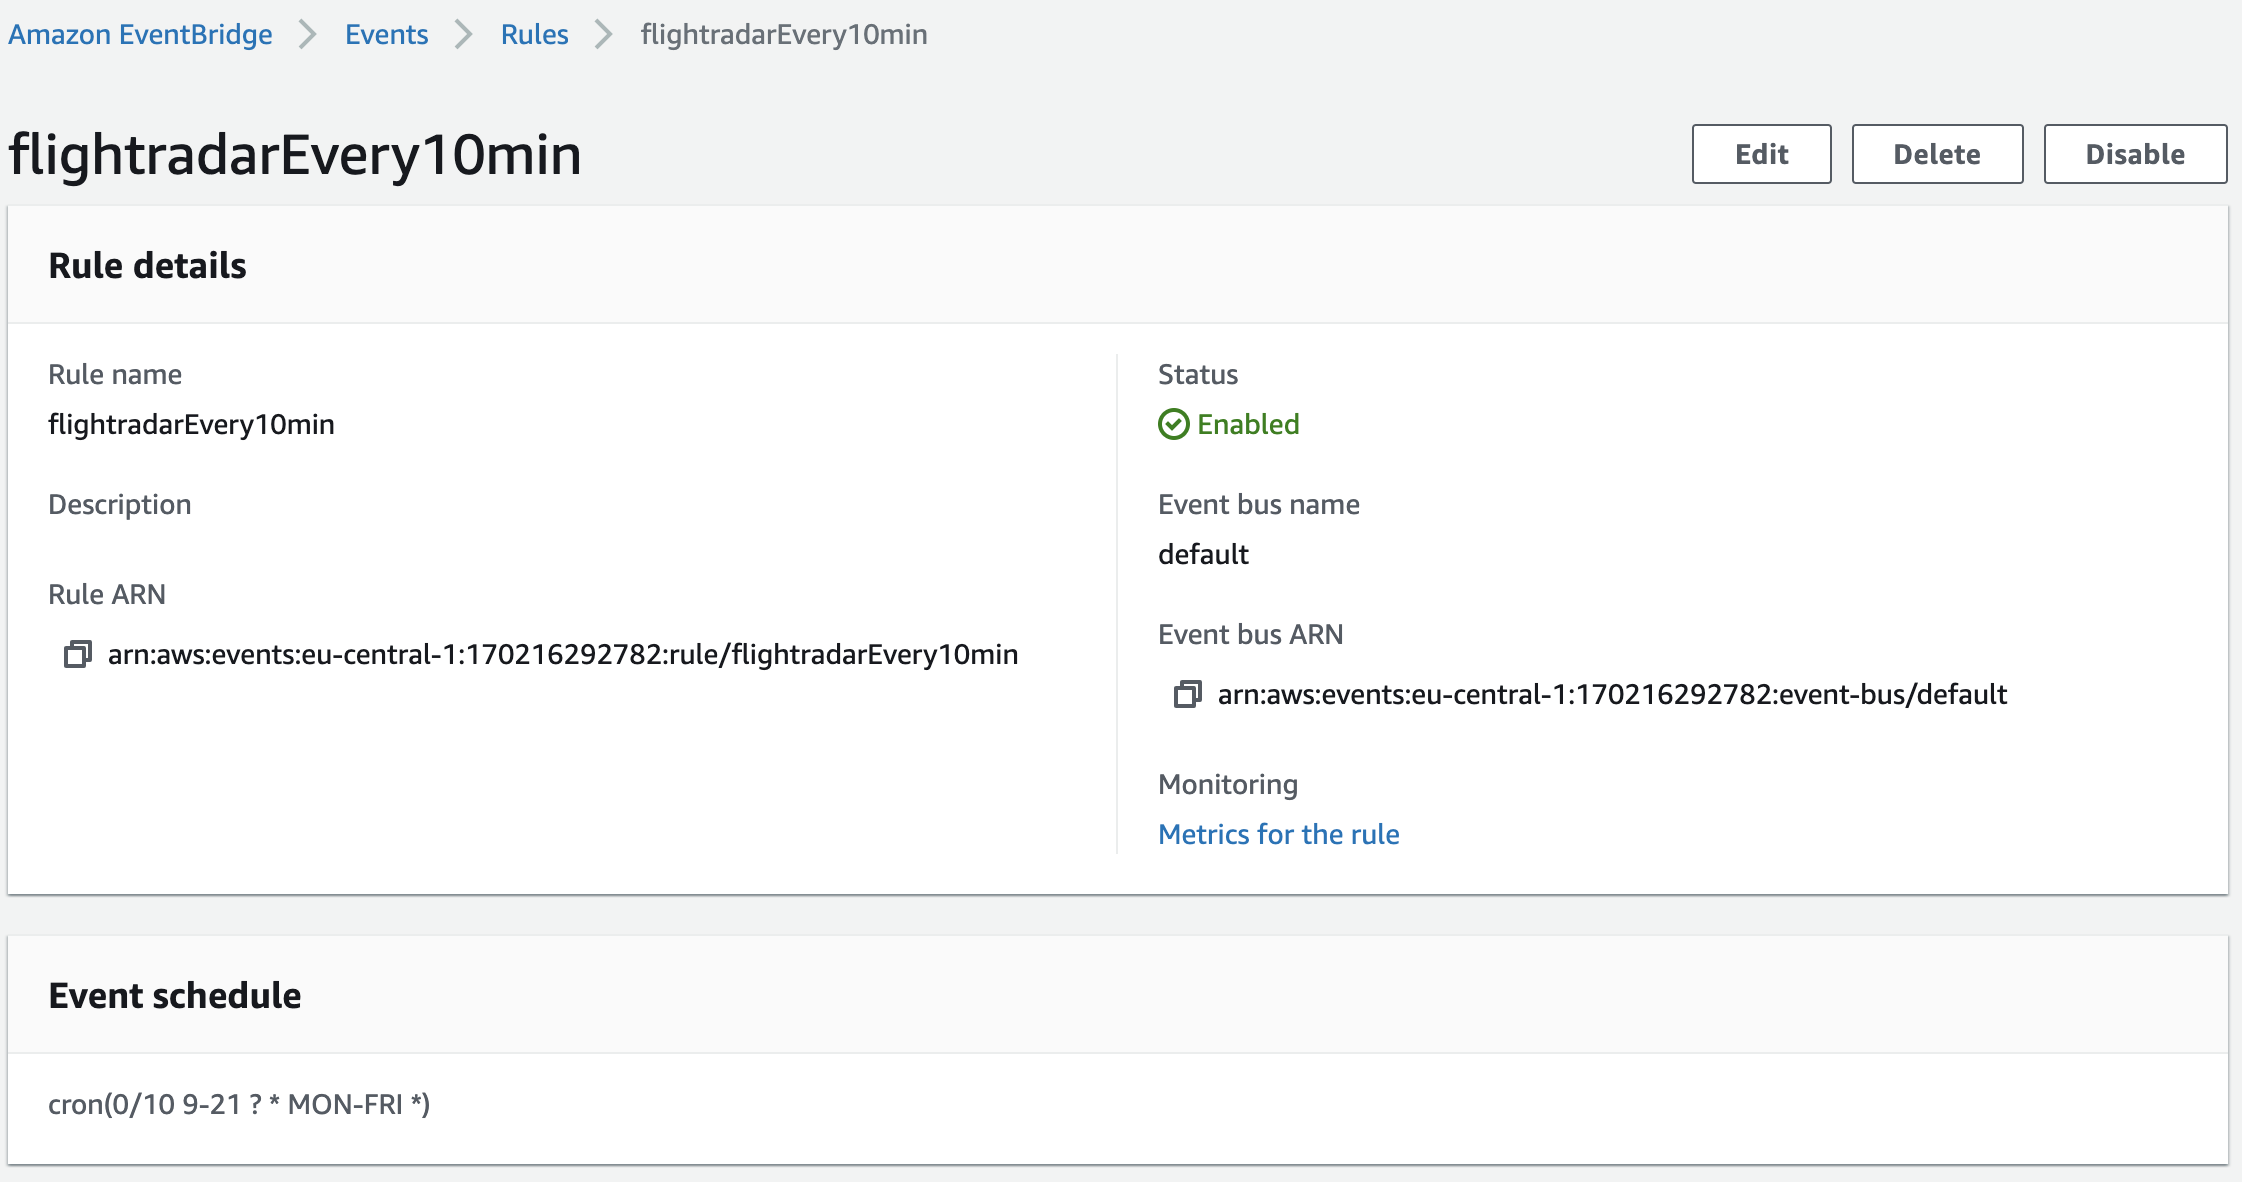 Amazon EventBridge > Events > Rules > flightradarEvery10min
flightradarEvery10min
Edit
Delete
Disable
Rule details
Rule name
flightradarEvery10min
Description
Rule ARN
arn:aws:events:eu-central-1:170216292782:rule/flightradarEvery10min
Status
Enabled
Event bus name
default
Event bus ARN
arn:aws:events:eu-central-1:170216292782:event-bus/default
Monitoring
Metrics for the rule
Event schedule
cron(0/10 9-21 ? * MON-FRI *)